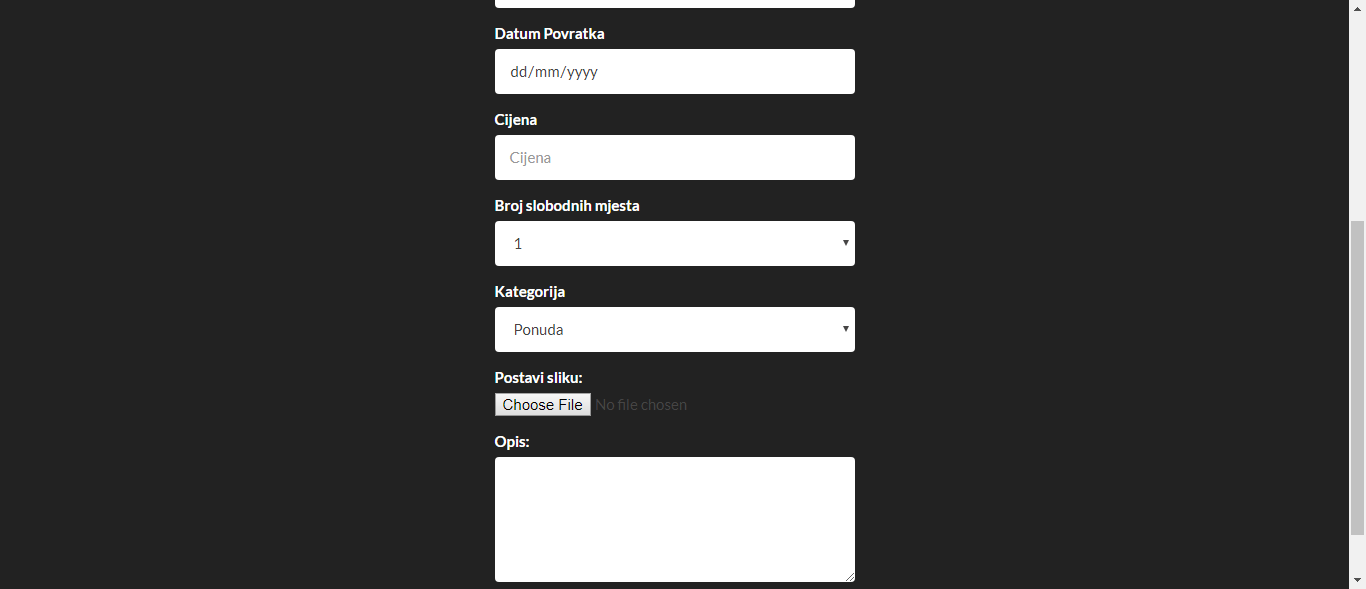 Datum Povratka
dd/mm/yyyy
Cijena
Cijena
Broj slobodnih mjesta
1
Kategorija
Ponuda
Postavi sliku:
Choose File No file chosen
Opis: